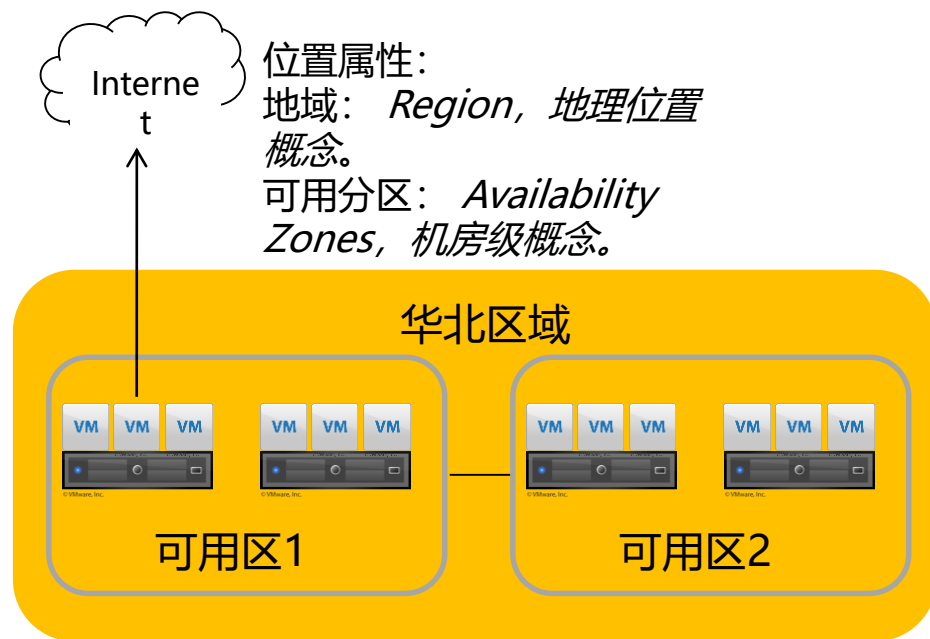 Interne
t
位置属性：
地域： Region，地理位置
概念。
可用分区： Availability
Zones，机房级概念。
华北区域
VM VM VM VM VM VM VM VM VM VM VM VM
©VMware, Inc. ©VMware, Inc. ©VMware, Inc. ©VMware, Inc.
可用区1 可用区2